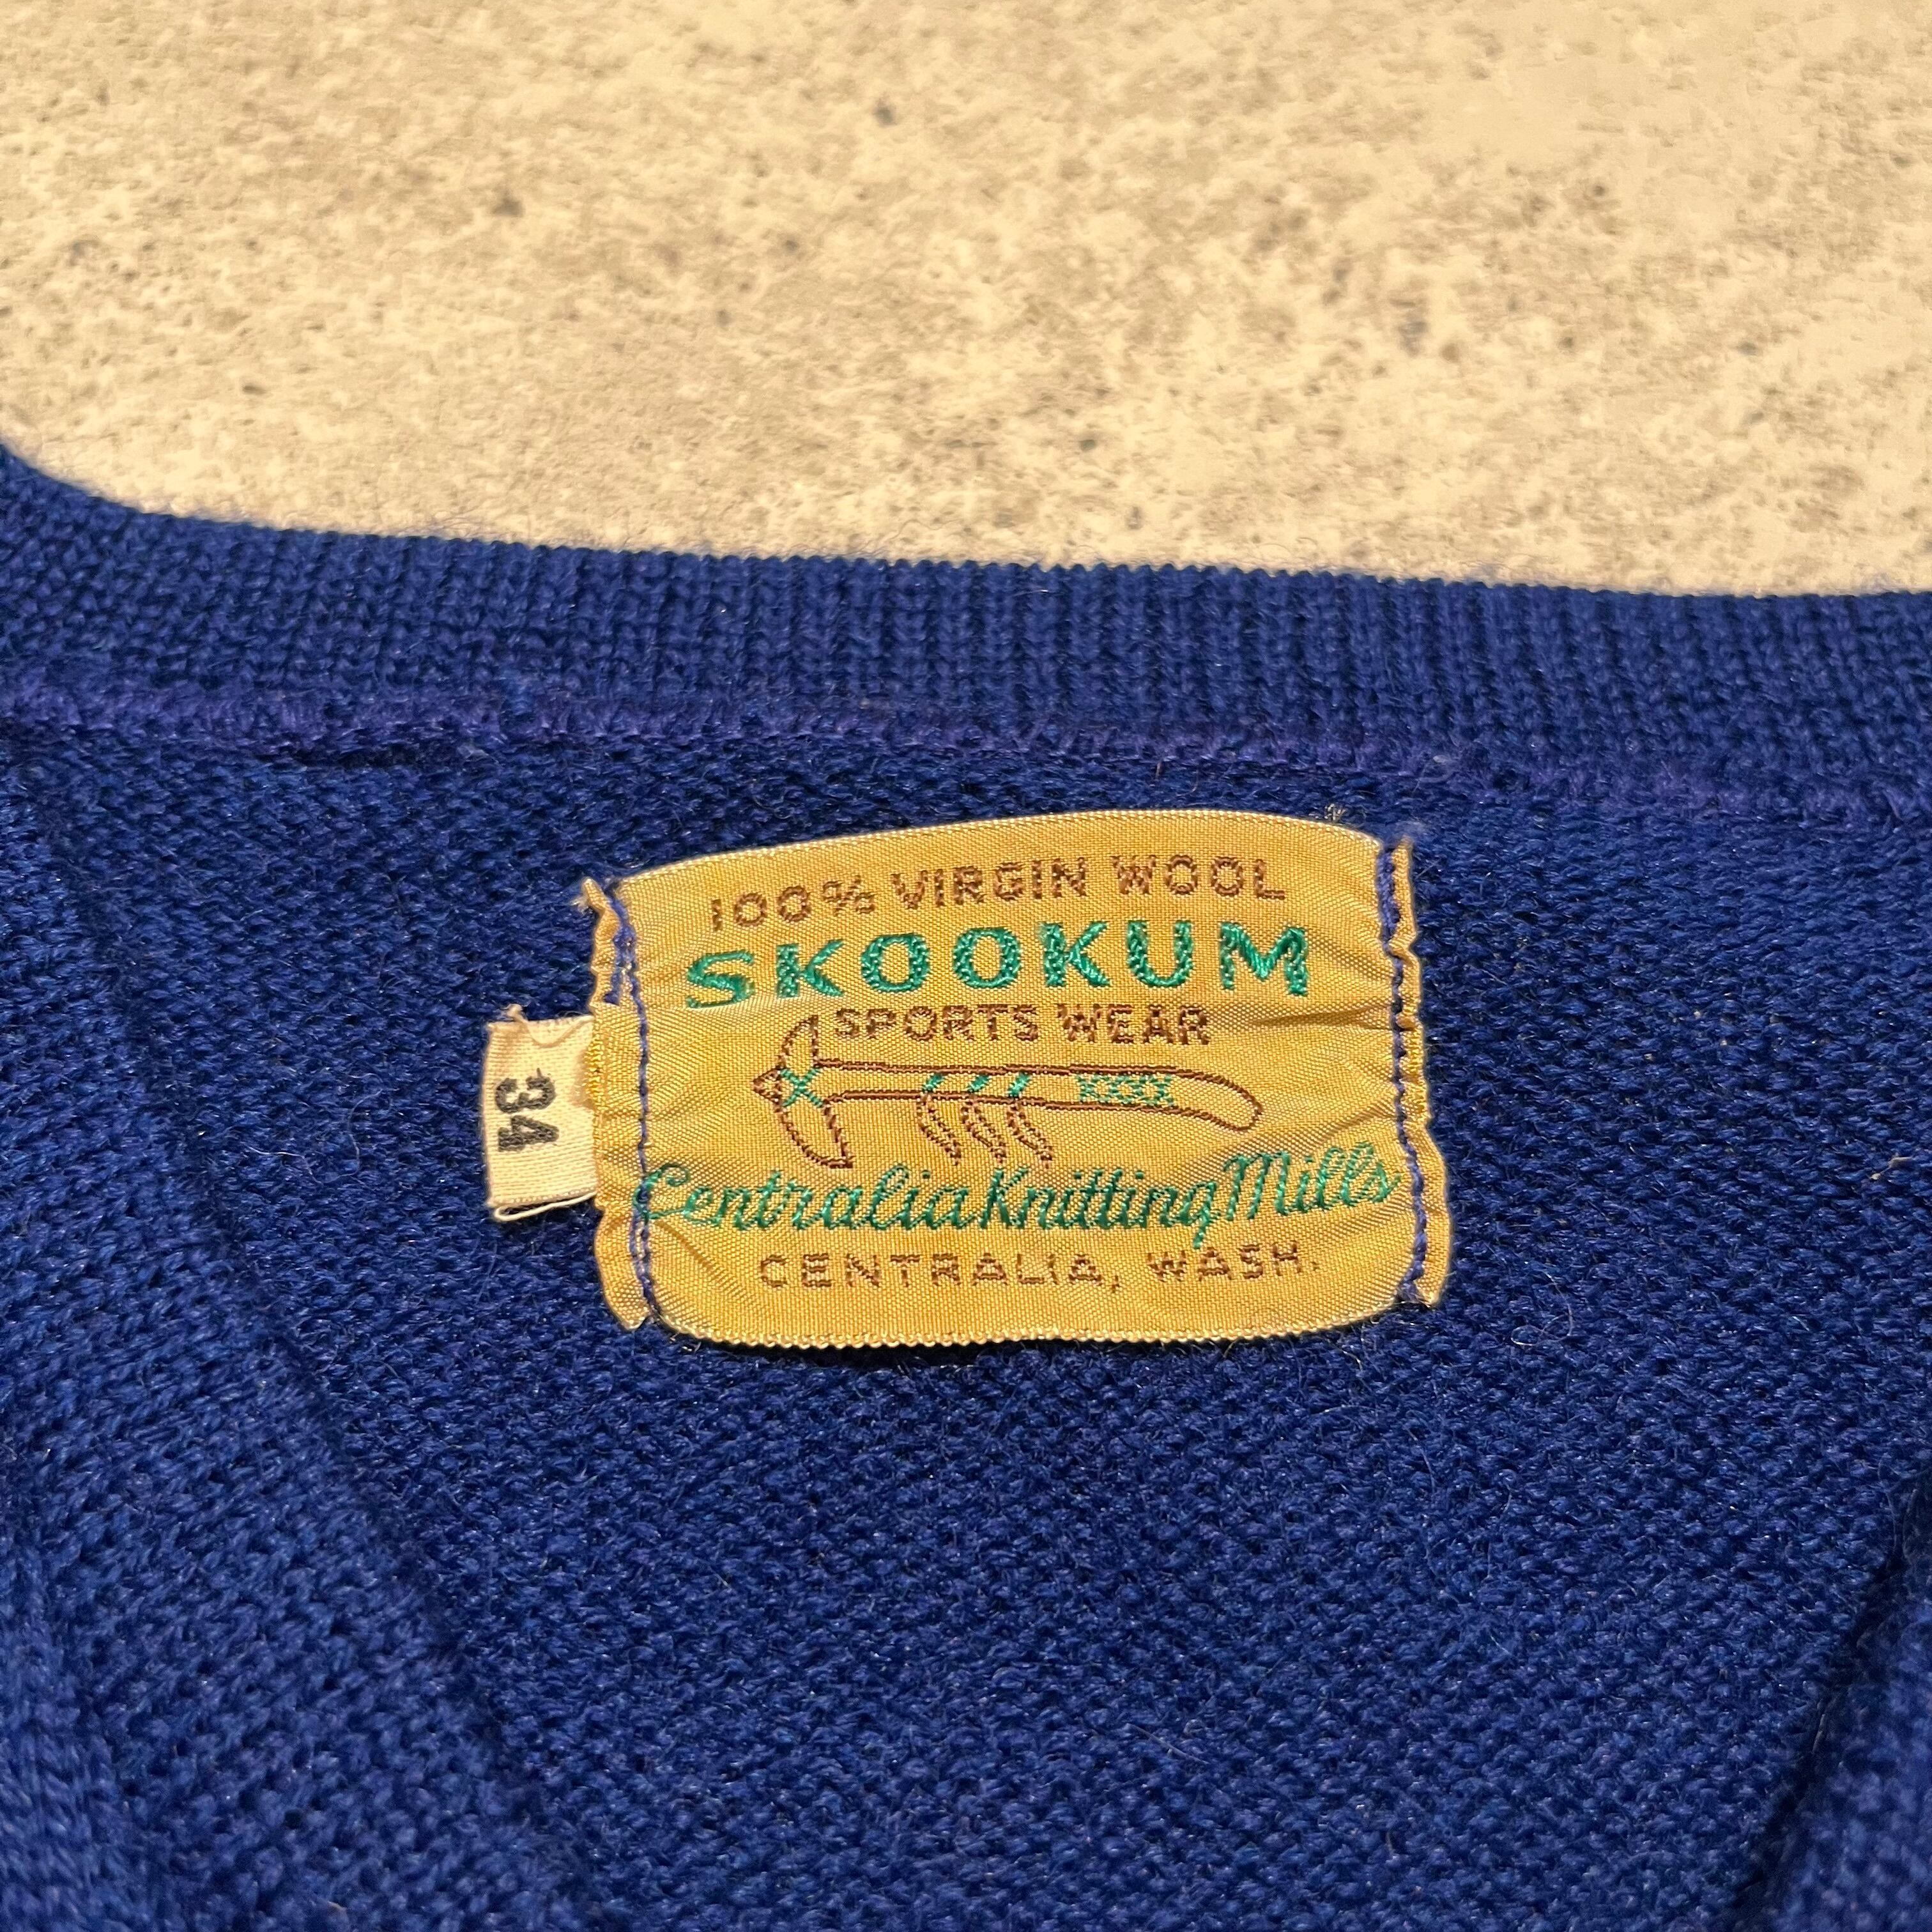 100% VIRGIN WOOL
SKOOKUM
SPORTS WEAR
Centralia Knitting Mills
CENTRALIA, WASH.
34